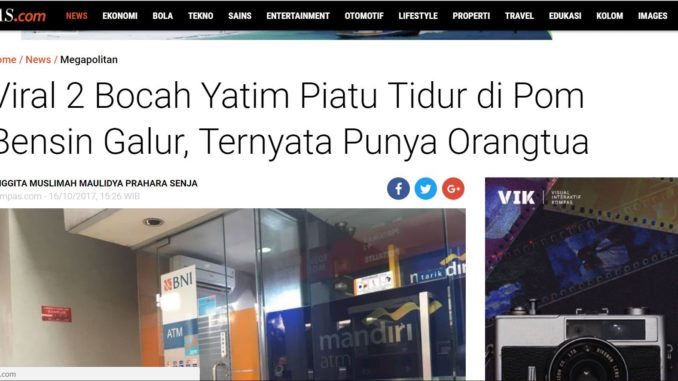 IS.com
NEWS EKONOMI BOLA TEKNO SAINS ENTERTAINMENT OTOMOTIF LIFESTYLE PROPERTI TRAVEL EDUKASI KOLOM IMAGES
ome / News / Megapolitan
Viral 2 Bocah Yatim Piatu Tidur di Pom
Bensin Galur, Ternyata Punya Orangtua
NGGITA MUSLIMAH MAULIDYA PRAHARA SENJA
ompas.com - 16/10/2017, 15:26 WIB
VIK
VISUAL
INTERAKTIF
KOMPAS
BNI
ATM
tarik
mandiri
mandiri
atm
s.com